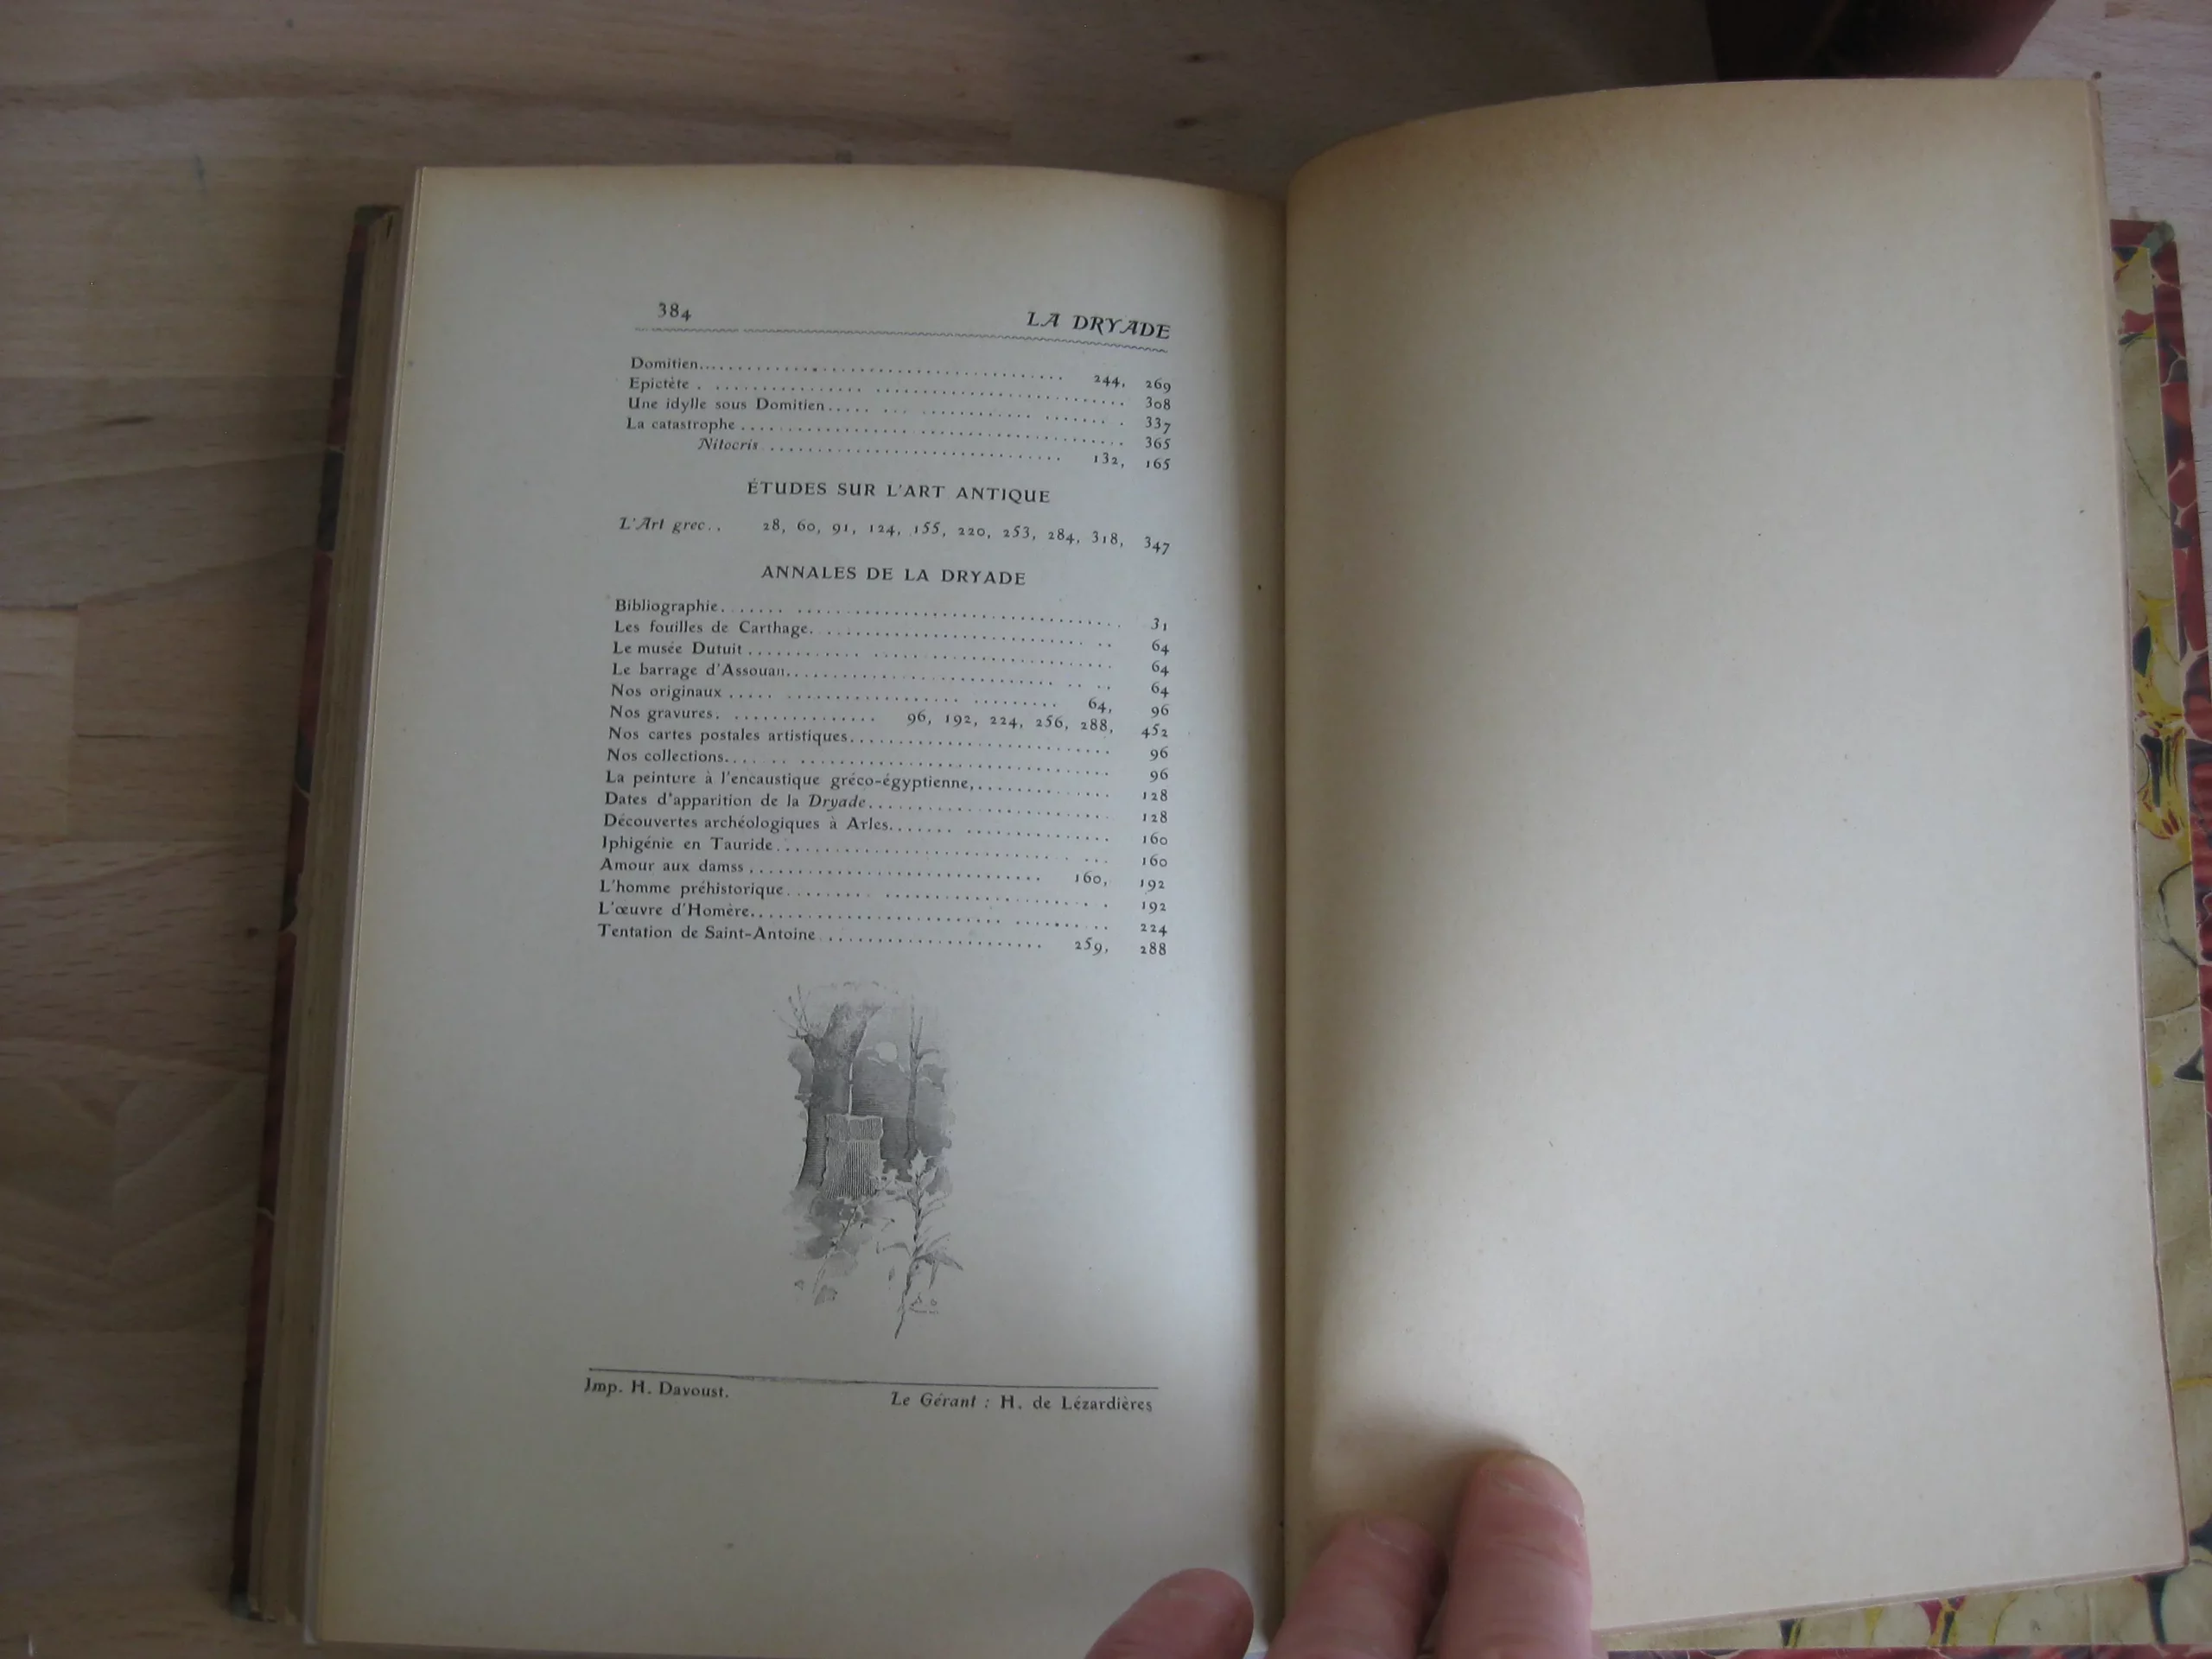 384 LA DRYADE
Domitien........................................ 244, 269
Epictète ........................................ 308
Une idylle sous Domitien........................................ 337
La catastrophe ........................................ 365
Nitocris ........................................ 132, 165
ÉTUDES SUR L'ART ANTIQUE
L'Art grec.. 28, 60, 91, 124, 155, 220, 253, 284, 318, 347
ANNALES DE LA DRYADE
Bibliographie........................................ 31
Les fouilles de Carthage........................................ 64
Le musée Dutuit ........................................ 64
Le barrage d'Assouan........................................ 64
Nos originaux ........................................ 64, 96
Nos gravures. ............... 96, 192, 224, 256, 288, 452
Nos cartes postales artistiques........................................ 96
Nos collections........................................ 96
La peinture à l'encaustique gréco-égyptienne,............... 128
Dates d'apparition de la Dryade........................................ 128
Découvertes archéologiques à Arles........................................ 160
Iphigénie en Tauride........................................ 160
Amour aux damss ........................................ 160, 192
L'homme préhistorique........................................ 192
L'œuvre d'Homère........................................ 224
Tentation de Saint-Antoine ........................................ 259, 288
Imp. H. Davoust. Le Gérant : H. de Lézardières